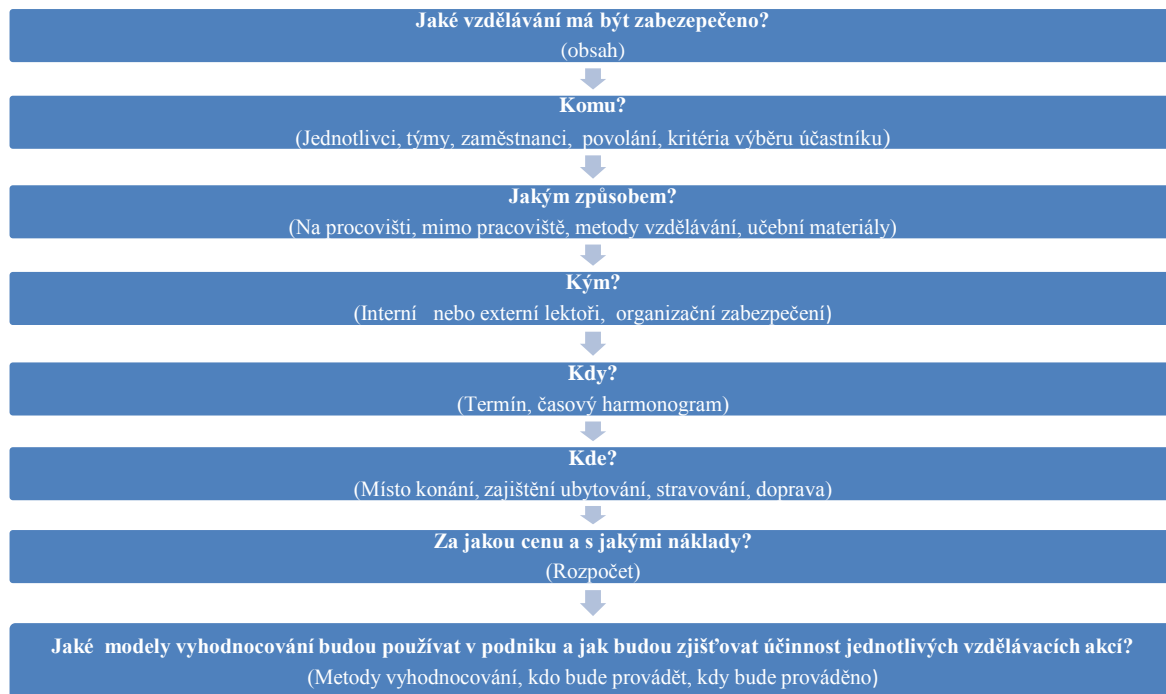 Jaké vzdělávání má být zabezepečeno?
(obsah)
Komu?
(Jednotlivci, týmy, zaměstnanci, povolání, kritéria výběru účastníku)
Jakým způsobem?
(Na procovišti, mimo pracoviště, metody vzdělávání, učební materiály)
Kým?
(Interní nebo externí lektoři, organizační zabezpečení)
Kdy?
(Termín, časový harmonogram)
Kde?
(Místo konání, zajištění ubytování, stravování, doprava)
Za jakou cenu a s jakými náklady?
(Rozpočet)
Jaké modely vyhodnocování budou používat v podniku a jak budou zjišťovat účinnost jednotlivých vzdělávacích akcí?
(Metody vyhodnocování, kdo bude provádět, kdy bude prováděno)